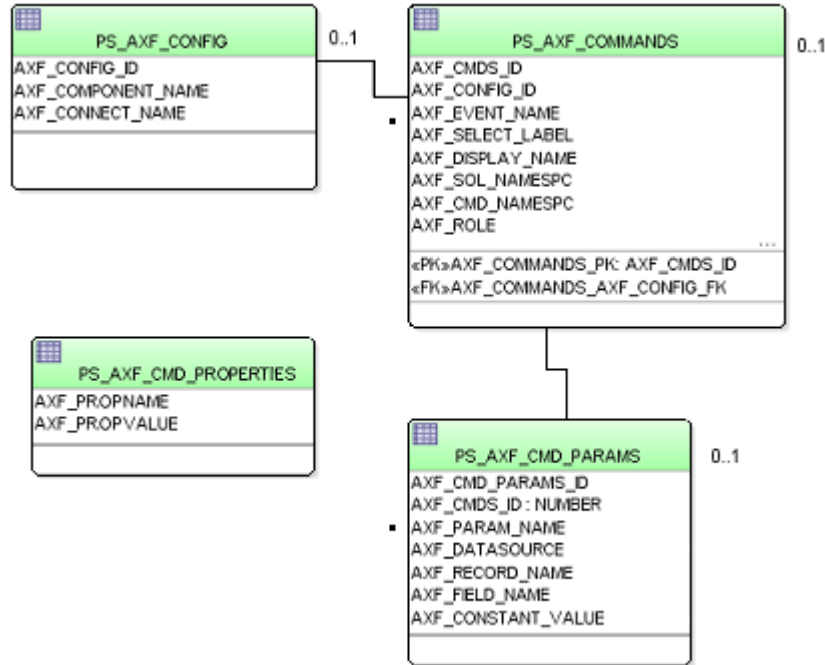 PS_AXF_CONFIG
AXF_CONFIG_ID
AXF_COMPONENT_NAME
AXF_CONNECT_NAME
0..1
PS_AXF_COMMANDS
0..1
AXF_CMDS_ID
AXF_CONFIG_ID
AXF_EVENT_NAME
AXF_SELECT_LABEL
AXF_DISPLAY_NAME
AXF_SOL_NAMESPC
AXF_CMD_NAMESPC
AXF_ROLE
...
«PK»AXF_COMMANDS_PK: AXF_CMDS_ID
«FK»AXF_COMMANDS_AXF_CONFIG_FK
PS_AXF_CMD_PROPERTIES
AXF_PROPNAME
AXF_PROPVALUE
PS_AXF_CMD_PARAMS
0..1
AXF_CMD_PARAMS_ID
AXF_CMDS_ID : NUMBER
AXF_PARAM_NAME
AXF_DATASOURCE
AXF_RECORD_NAME
AXF_FIELD_NAME
AXF_CONSTANT_VALUE